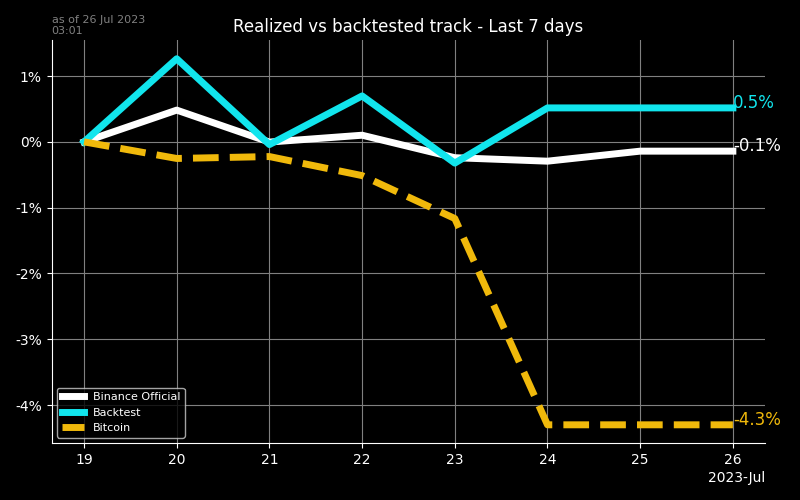 as of 26 Jul 2023
03:01
Realized vs backtested track - Last 7 days
1%
0%
-1%
-2%
-3%
-4%
0.5%
-0.1%
-4.3%
Binance Official
Backtest
Bitcoin
19 20 21 22 23 24 25 26
2023-Jul